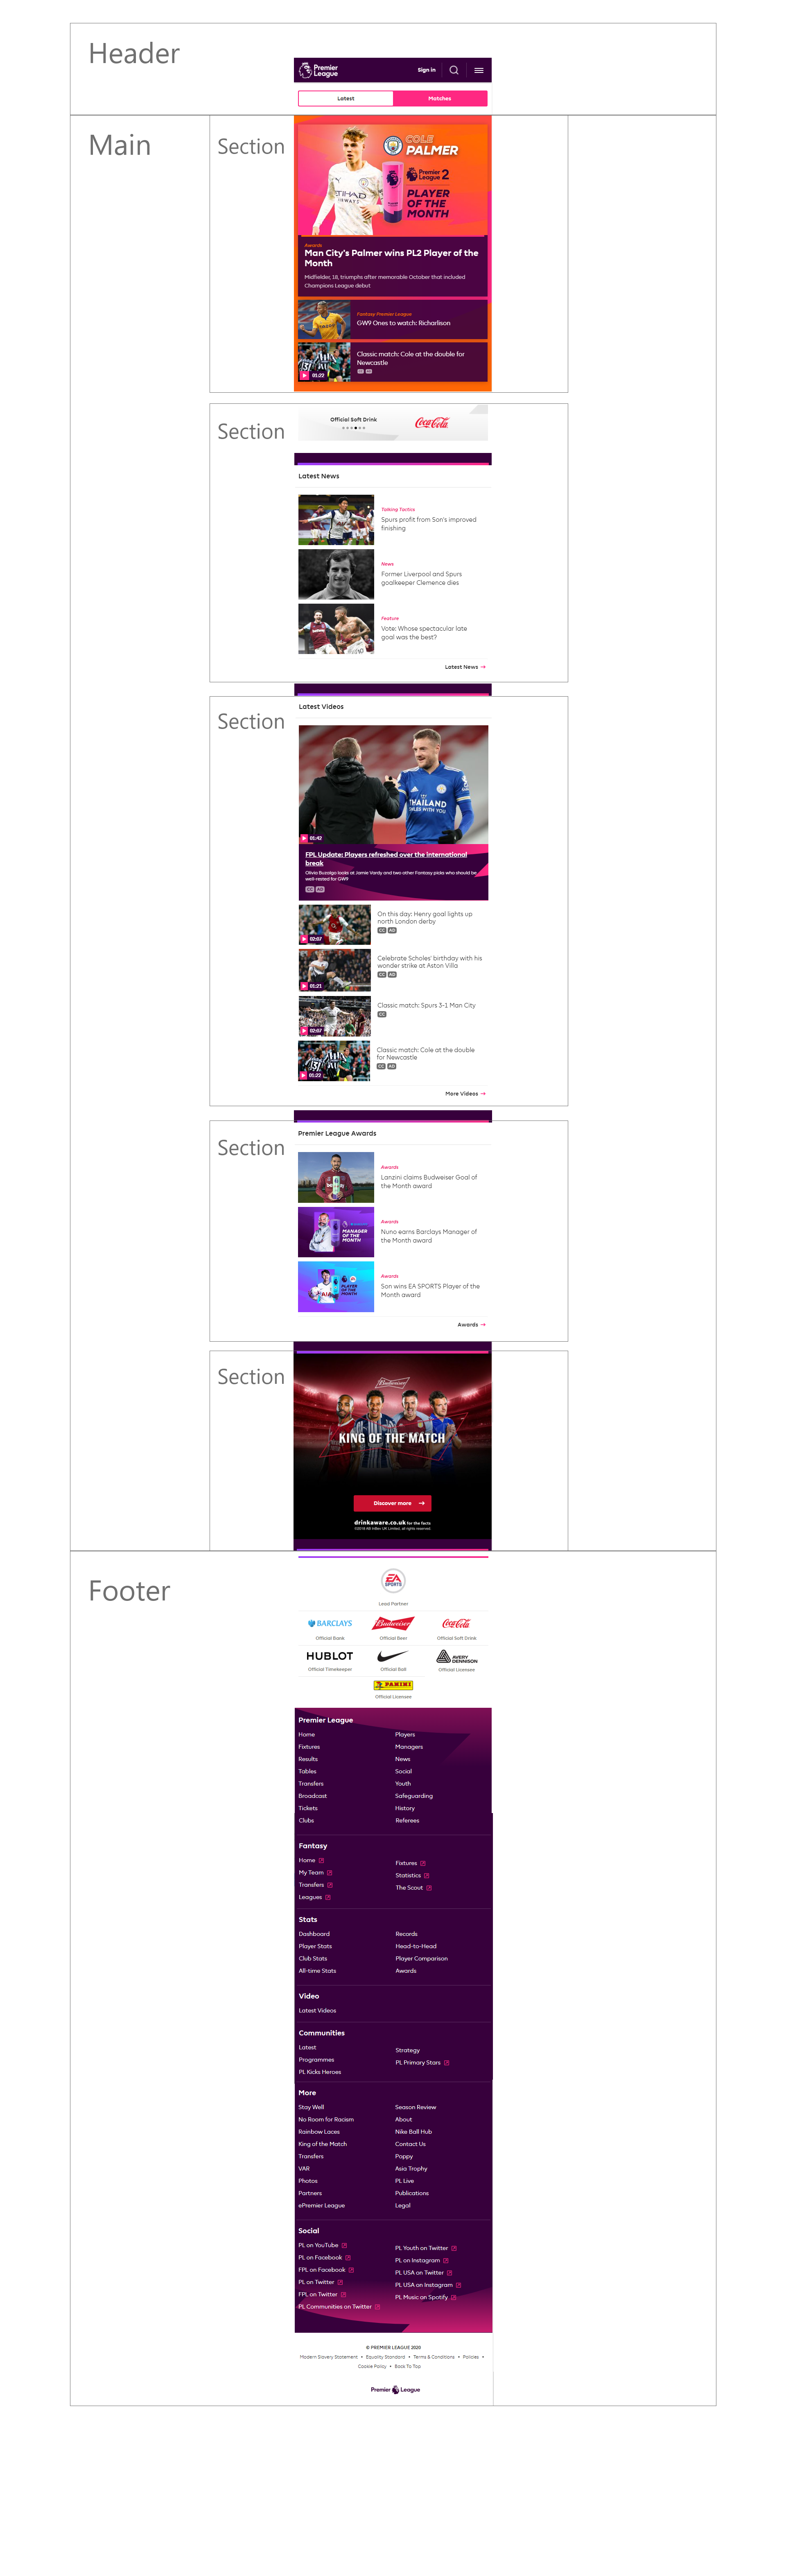 Header
Premier
League
Sign in
Latest
Matches
Main
Section
COLE
PALMER
Premier
League 2
PLAYER
OF THE
MONTH
ETIHAD
AIRWAYS
Awards
Man City's Palmer wins PL2 Player of the
Month
Midfielder, 18, triumphs after memorable October that included
Champions League debut
Fantasy Premier League
GW9 Ones to watch: Richarlison
Classic match: Cole at the double for
Newcastle
01:22
Section
Official Soft Drink
Coca-Cola
Latest News
Talking Tactics
Spurs profit from Son's improved
finishing
News
Former Liverpool and Spurs
goalkeeper Clemence dies
Feature
Vote: Whose spectacular late
goal was the best?
Latest News
Section
Latest Videos
THAILAND
SMILES WITH YOU
01:42
FPL Update: Players refreshed over the international
break
Olivia Buzaglo looks at Jamie Vardy and two other Fantasy picks who should be
well-rested for GW9
CC AD
On this day: Henry goal lights up
north London derby
CC AD
02:07
Celebrate Scholes' birthday with his
wonder strike at Aston Villa
CC AD
01:21
Classic match: Spurs 3-1 Man City
CC
02:07
Classic match: Cole at the double
for Newcastle
CC AD
01:22
More Videos
Section
Premier League Awards
Awards
Lanzini claims Budweiser Goal of
the Month award
MANAGER
OF THE
MONTH
Awards
Nuno earns Barclays Manager of
the Month award
PLAYER
OF THE
MONTH
AIA
Awards
Son wins EA SPORTS Player of the
Month award
Awards
Section
Budweiser
KING OF THE MATCH
Discover more
drinkaware.co.uk for the facts
©2018 AB InBev UK Limited, all rights reserved.
Footer
EA
SPORTS
Lead Partner
BARCLAYS
Budweiser
Coca-Cola
Official Bank
Official Beer
Official Soft Drink
HUBLOT
AVERY
DENNISON
Official Timekeeper
Official Ball
Official Licensee
PANINI
Official Licensee
Premier League
Home
Players
Fixtures
Managers
Results
News
Tables
Social
Transfers
Youth
Broadcast
Safeguarding
Tickets
History
Clubs
Referees
Fantasy
Home
Fixtures
My Team
Statistics
Transfers
The Scout
Leagues
Stats
Dashboard
Records
Player Stats
Head-to-Head
Club Stats
Player Comparison
All-time Stats
Awards
Video
Latest Videos
Communities
Latest
Strategy
Programmes
PL Primary Stars
PL Kicks Heroes
More
Stay Well
Season Review
No Room for Racism
About
Rainbow Laces
Nike Ball Hub
King of the Match
Contact Us
Transfers
Poppy
VAR
Asia Trophy
Photos
PL Live
Partners
Publications
ePremier League
Legal
Social
PL on YouTube
PL Youth on Twitter
PL on Facebook
PL on Instagram
FPL on Facebook
PL USA on Twitter
PL on Twitter
PL USA on Instagram
FPL on Twitter
PL Music on Spotify
PL Communities on Twitter
© PREMIER LEAGUE 2020
Modern Slavery Statement • Equality Standard • Terms & Conditions • Policies •
Cookie Policy • Back To Top
Premier League